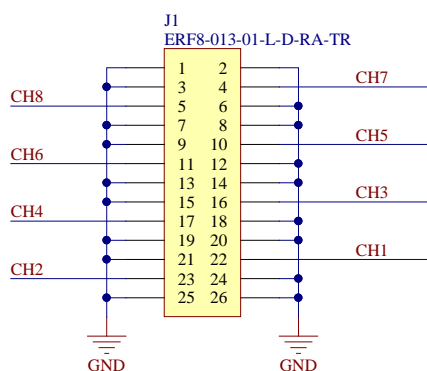 J1
ERF8-013-01-L-D-RA-TR
1 2
3 4 CH7
CH8 5 6
7 8
9 10 CH5
CH6 11 12
13 14
15 16 CH3
CH4 17 18
19 20
21 22 CH1
CH2 23 24
25 26
GND GND